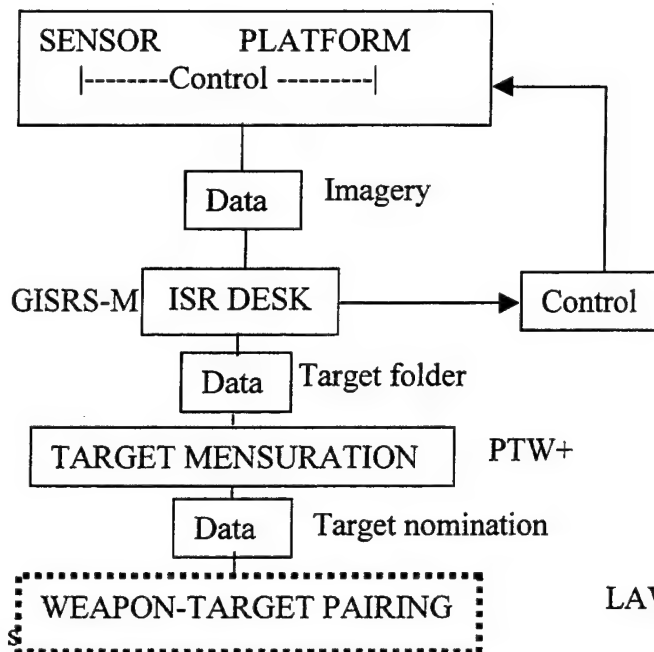 SENSOR PLATFORM
|-------Control ----------|
Data Imagery
GISRS-M ISR DESK Control
Data Target folder
TARGET MENSURATION PTW+
Data Target nomination
WEAPON-TARGET PAIRING